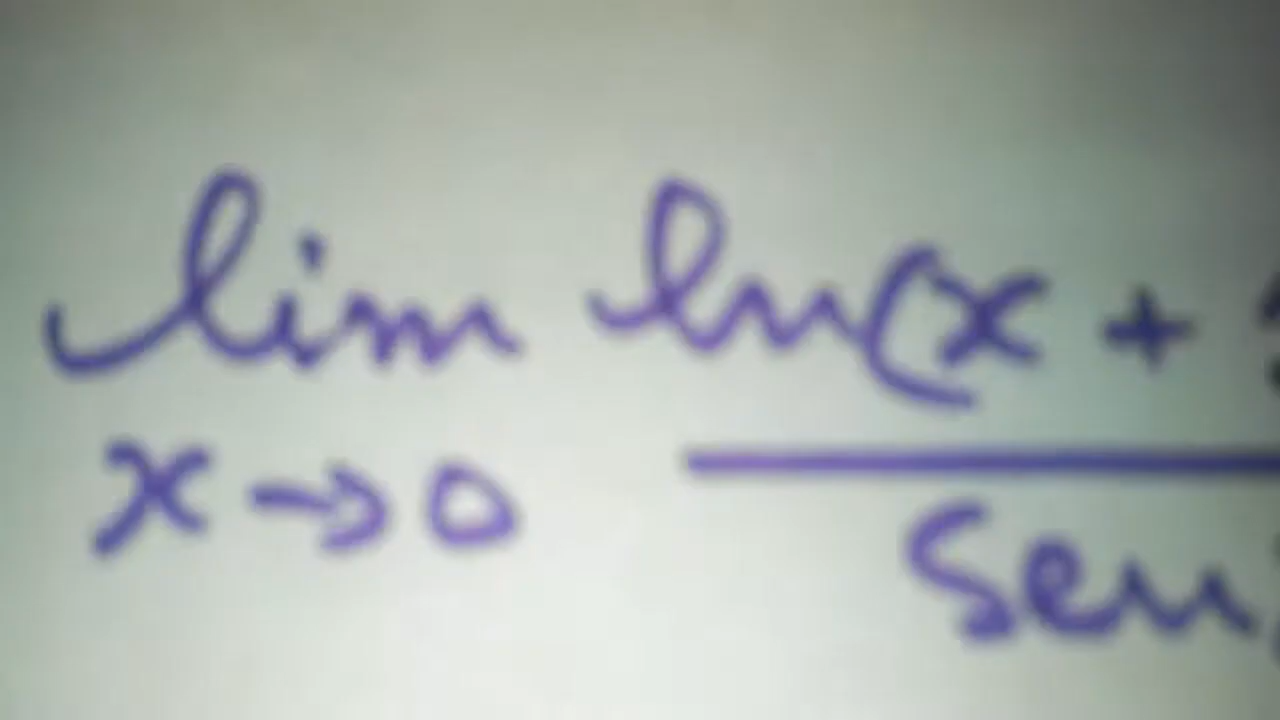 lim ln(x +
x→0 sen